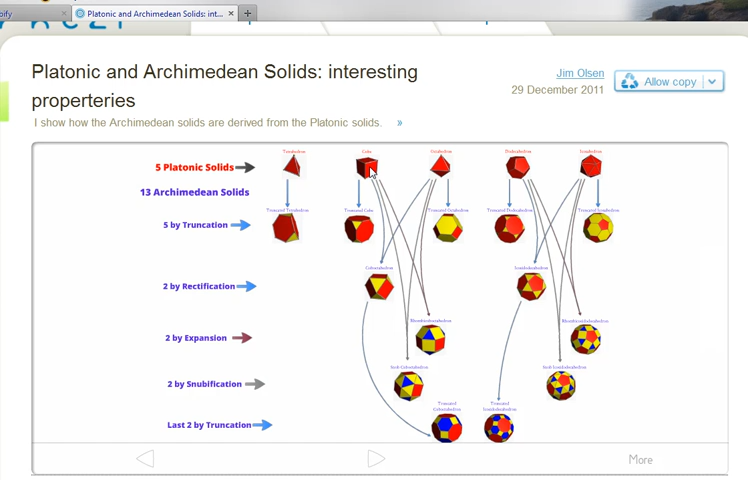 oify
Platonic and Archimedean Solids: int...
Platonic and Archimedean Solids: interesting
properteries
Jim Olsen
29 December 2011
Allow copy
I show how the Archimedean solids are derived from the Platonic solids. »
5 Platonic Solids
Tetrahedron
Cube
Octahedron
Dodecahedron
Icosahedron
13 Archimedean Solids
Truncated Tetrahedron
Truncated Cube
Truncated Octahedron
Truncated Dodecahedron
Truncated Icosahedron
5 by Truncation
Cuboctahedron
Icosidodecahedron
2 by Rectification
Rhombicuboctahedron
Rhombicosidodecahedron
2 by Expansion
Snub Cuboctahedron
Snub Icosidodecahedron
2 by Snubification
Truncated
Cuboctahedron
Truncated
Icosidodecahedron
Last 2 by Truncation
More